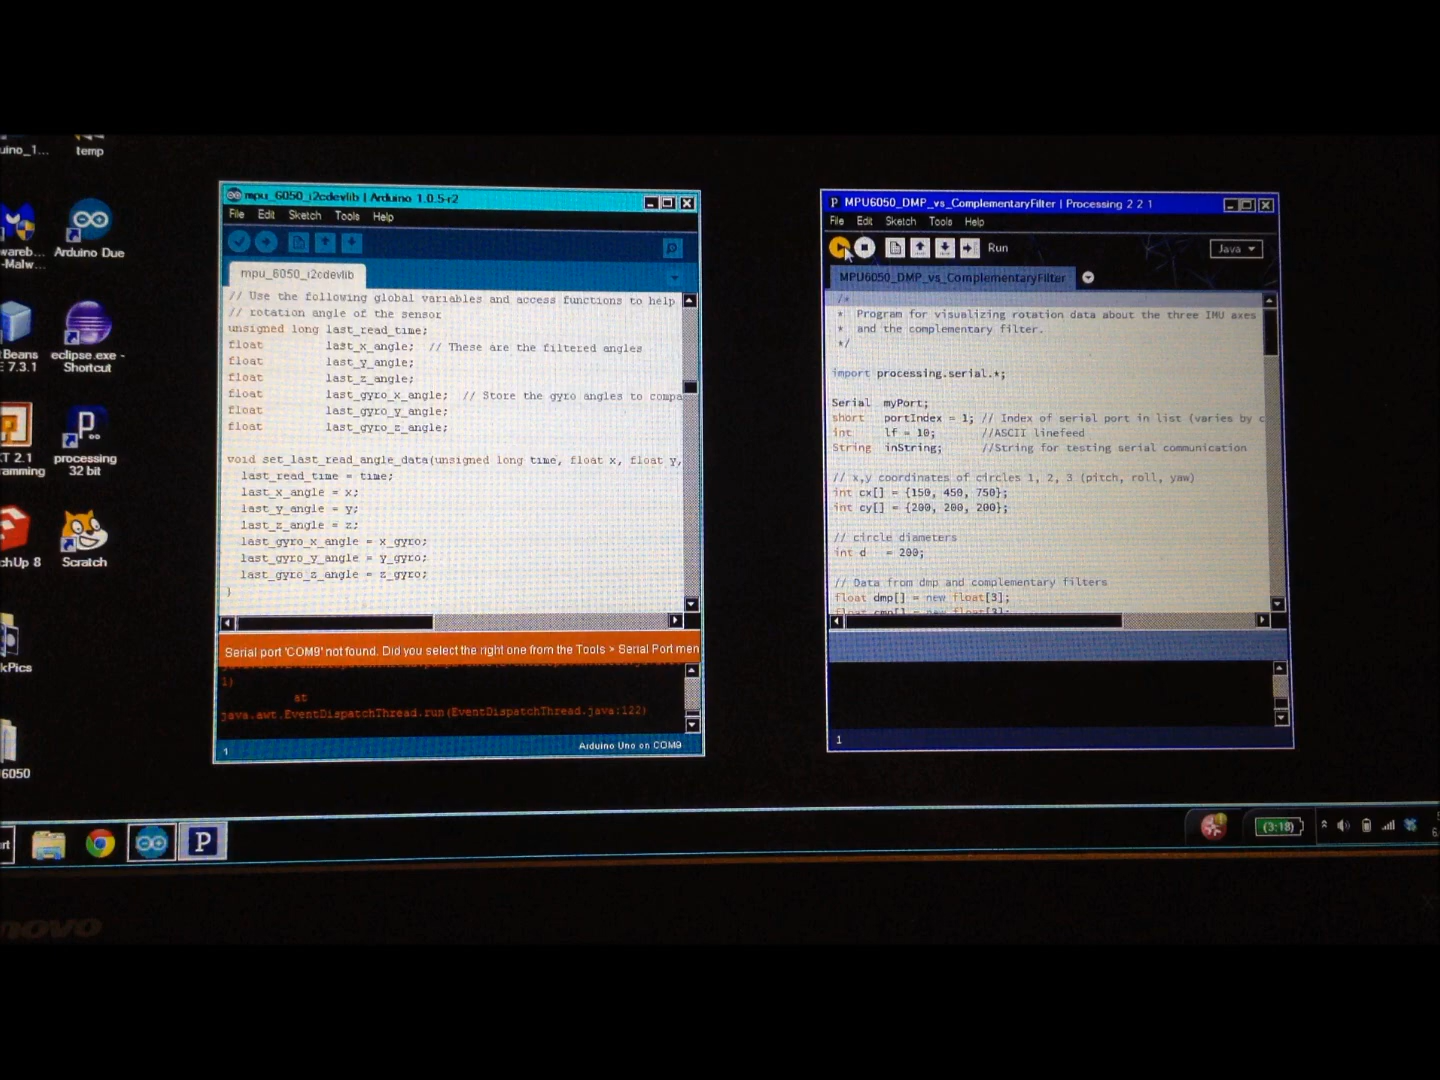 uino_1...
temp
wareb...
-Malw...
Arduino Due
Beans
E 7.3.1
eclipse.exe -
Shortcut
T 2.1
ramming
processing
32 bit
chUp 8
Scratch
kPics
6050
mpu_6050_i2cdevlib | Arduino 1.0.5-r2
File Edit Sketch Tools Help
mpu_6050_i2cdevlib
// Use the following global variables and access functions to help
// rotation angle of the sensor
unsigned long last_read_time;
float last_x_angle; // These are the filtered angles
float last_y_angle;
float last_z_angle;
float last_gyro_x_angle; // Store the gyro angles to compa
float last_gyro_y_angle;
float last_gyro_z_angle;
void set_last_read_angle_data(unsigned long time, float x, float y,
last_read_time = time;
last_x_angle = x;
last_y_angle = y;
last_z_angle = z;
last_gyro_x_angle = x_gyro;
last_gyro_y_angle = y_gyro;
last_gyro_z_angle = z_gyro;
}
Serial port 'COM9' not found. Did you select the right one from the Tools > Serial Port men
1)
at
java.awt.EventDispatchThread.run(EventDispatchThread.java:122)
1
Arduino Uno on COM9
P MPU6050_DMP_vs_ComplementaryFilter | Processing 2 2 1
File Edit Sketch Tools Help
Run
Java
MPU6050_DMP_vs_ComplementaryFilter
/*
* Program for visualizing rotation data about the three IMU axes
* and the complementary filter.
*/
import processing.serial.*;
Serial myPort;
short portIndex = 1; // Index of serial port in list (varies by c
int lf = 10; //ASCII linefeed
String inString; //String for testing serial communication
// x,y coordinates of circles 1, 2, 3 (pitch, roll, yaw)
int cx[] = {150, 450, 750};
int cy[] = {200, 200, 200};
// circle diameters
int d = 200;
// Data from dmp and complementary filters
float dmp[] = new float[3];
float cmp[] = new float[3];
1
rt
P
(3:18)
novo